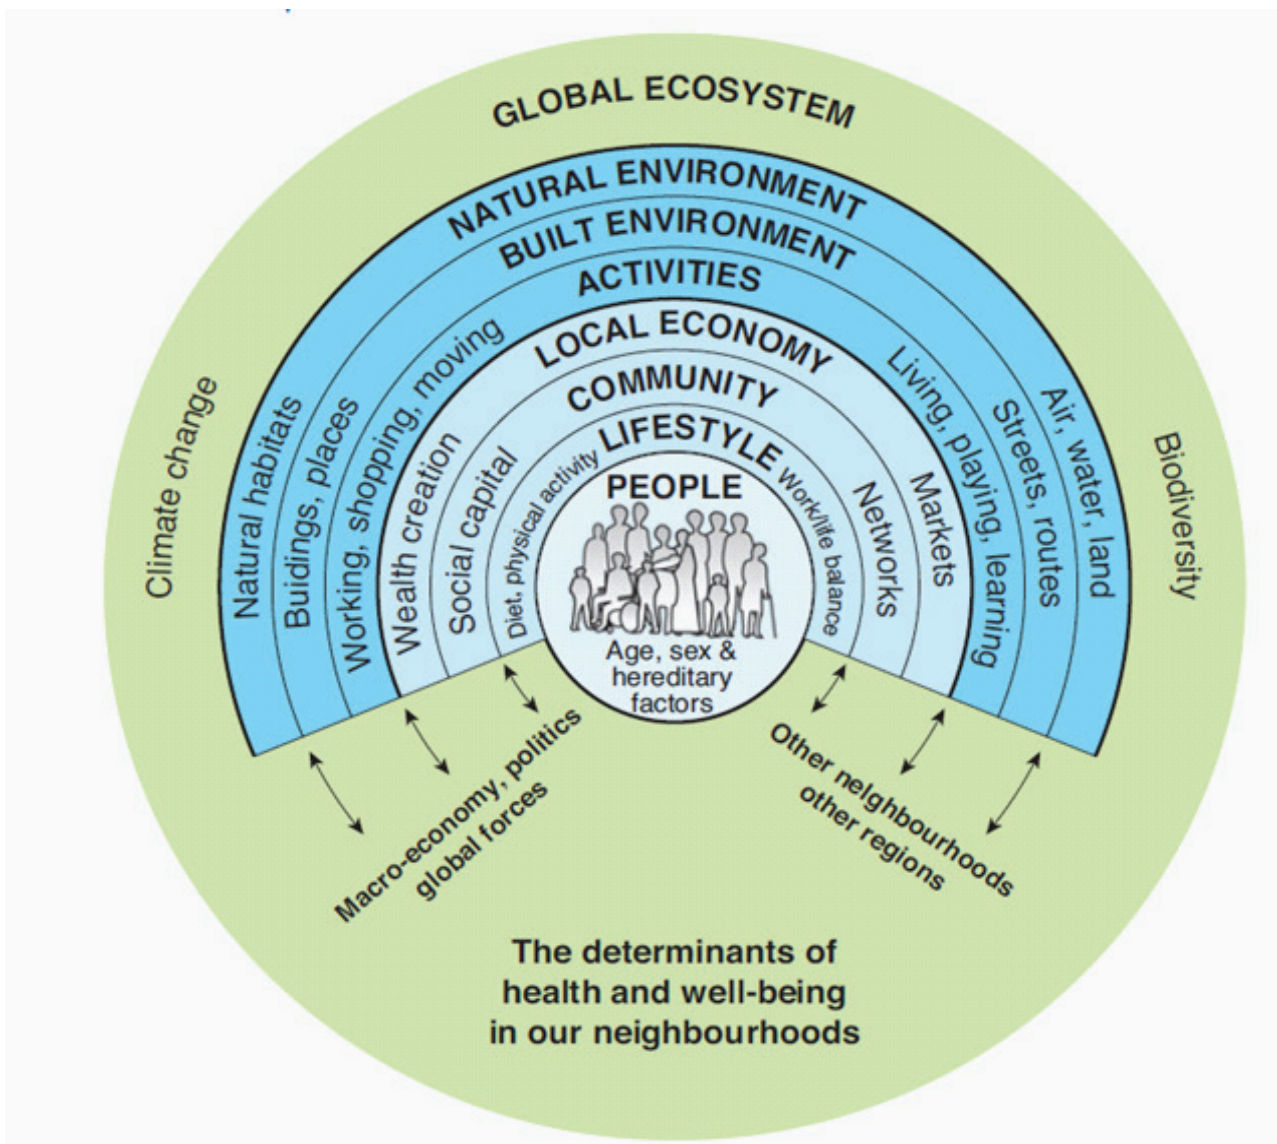 GLOBAL ECOSYSTEM
NATURAL ENVIRONMENT
BUILT ENVIRONMENT
ACTIVITIES
LOCAL ECONOMY
COMMUNITY
LIFESTYLE
PEOPLE
Age, sex &
hereditary
factors
Climate change
Natural habitats
Buidings, places
Working, shopping, moving
Wealth creation
Social capital
Diet, physical activity
Work/life balance
Networks
Markets
Living, playing, learning
Streets, routes
Air, water, land
Biodiversity
Macro-economy, politics
global forces
Other neIghbourhoods
other regions
The determinants of
health and well-being
in our neighbourhoods